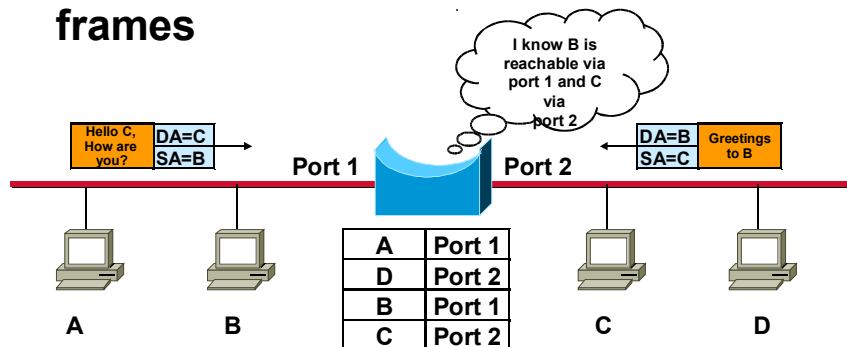 frames
I know B is
reachable via
port 1 and C
via
port 2
Hello C,
How are
you?
DA=C
SA=B
DA=B
SA=C
Greetings
to B
Port 1
Port 2
A Port 1
D Port 2
B Port 1
C Port 2
A
B
C
D